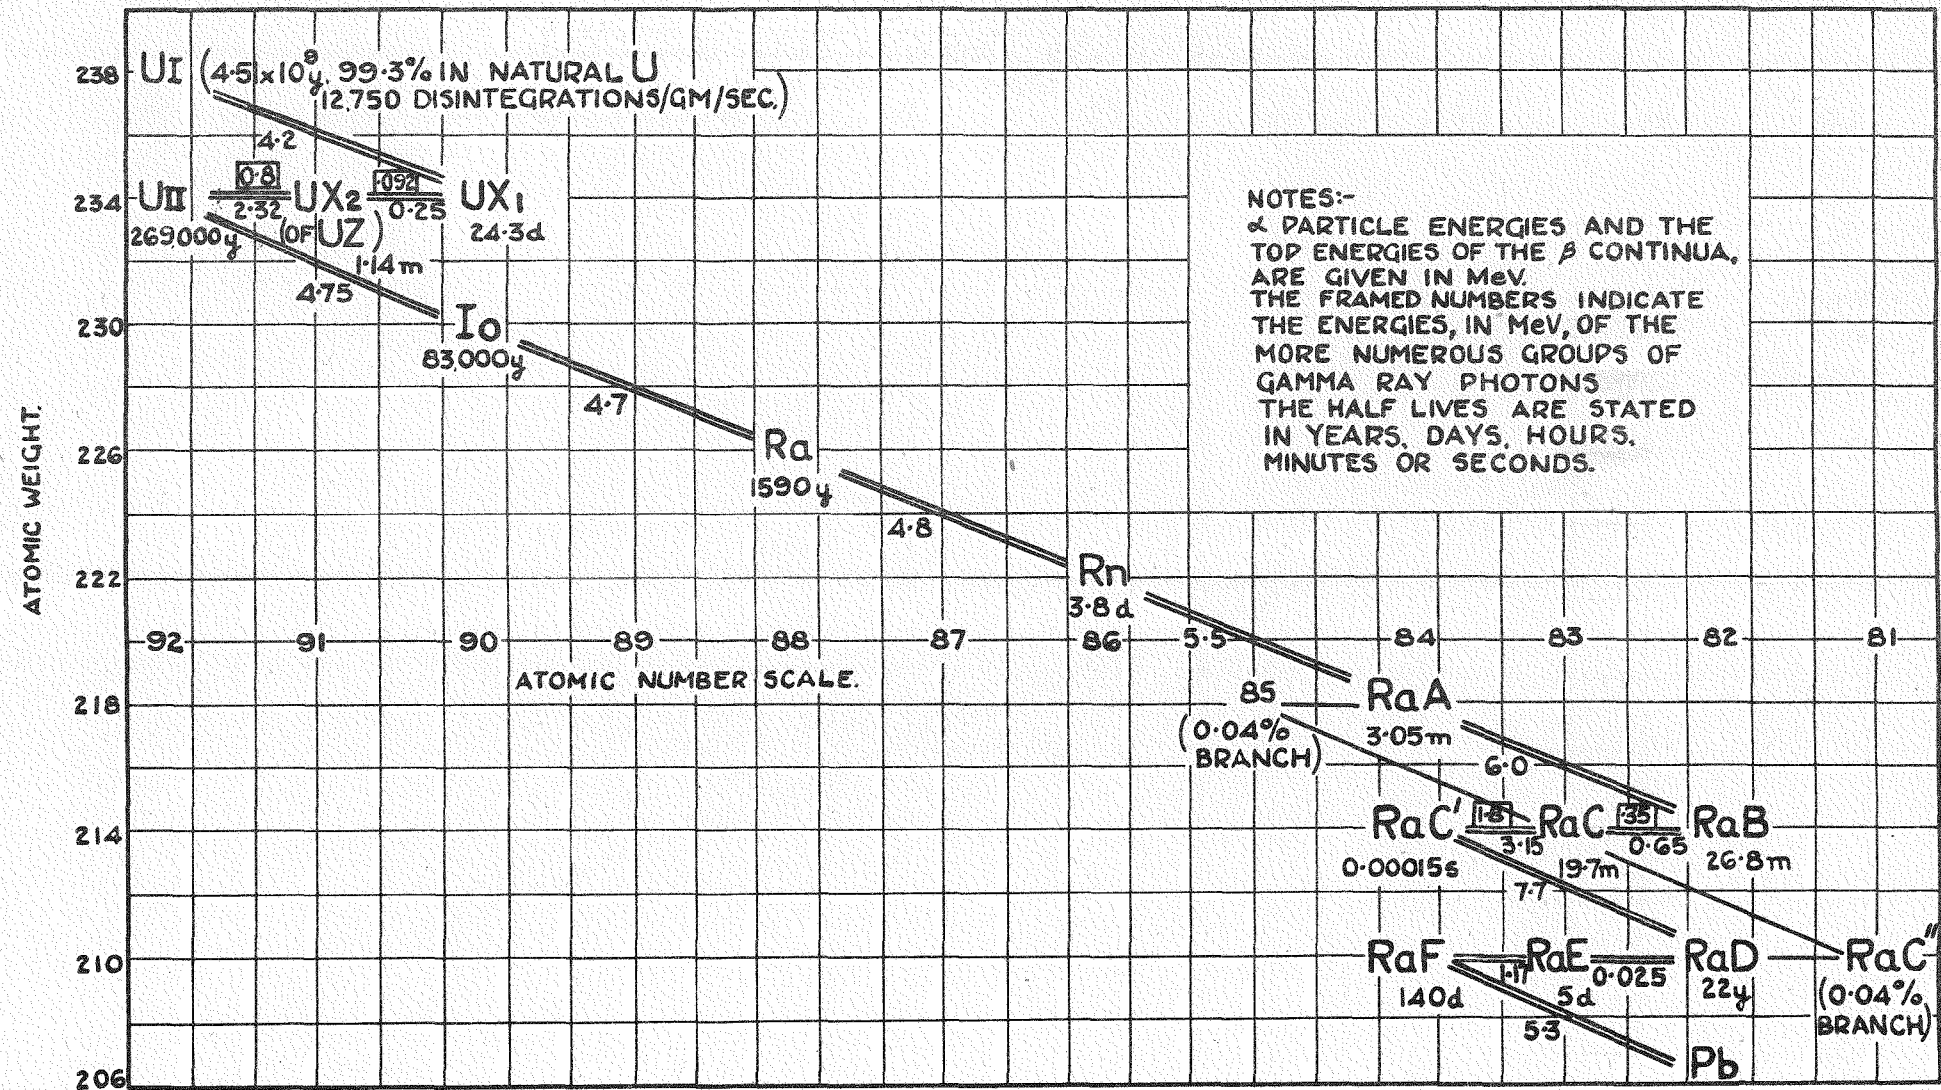 238 UI (4·51×10⁹y, 99·3% IN NATURAL U
12,750 DISINTEGRATIONS/GM/SEC.)
4·2
0·8 ·092
234 UII UX2 UX1
2·32 0·25
269000y (OF UZ) 24·3d
1·14m
4·75
230 Io
83,000y
4·7
226 Ra
1590y
4·8
222 Rn
3·8d
92 91 90 89 88 87 86 5·5 84 83 82 81
ATOMIC NUMBER SCALE.
ATOMIC WEIGHT.
218 85 RaA
(0·04% BRANCH) 3·05m
6·0
1·8 ·35
214 RaC' RaC RaB
3·15 0·65
0·00015s 19·7m 26·8m
7·7
210 RaF RaE RaD RaC"
1·17 0·025
140d 5d 22y (0·04%
BRANCH)
5·3
206 Pb
NOTES:-
α PARTICLE ENERGIES AND THE
TOP ENERGIES OF THE β CONTINUA,
ARE GIVEN IN MeV.
THE FRAMED NUMBERS INDICATE
THE ENERGIES, IN MeV, OF THE
MORE NUMEROUS GROUPS OF
GAMMA RAY PHOTONS
THE HALF LIVES ARE STATED
IN YEARS, DAYS, HOURS,
MINUTES OR SECONDS.